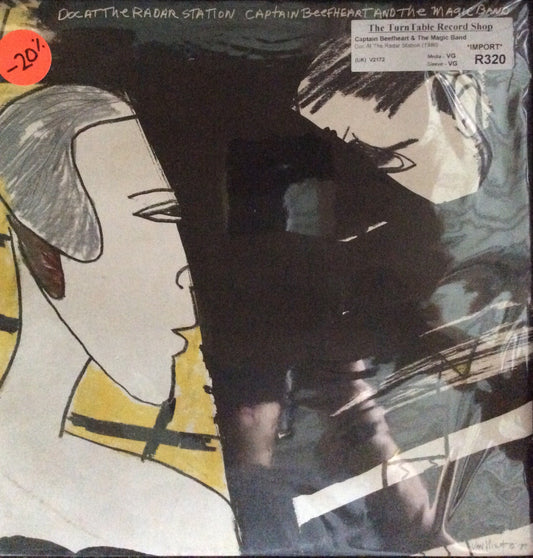 Doc at The Radar Station Captain Beefheart and The Magic Band
-20%
The TurnTable Record Shop
Captain Beefheart & The Magic Band
Doc At The Radar Station (1980)
"IMPORT"
(UK) V2172 Media - VG
Sleeve - VG R320